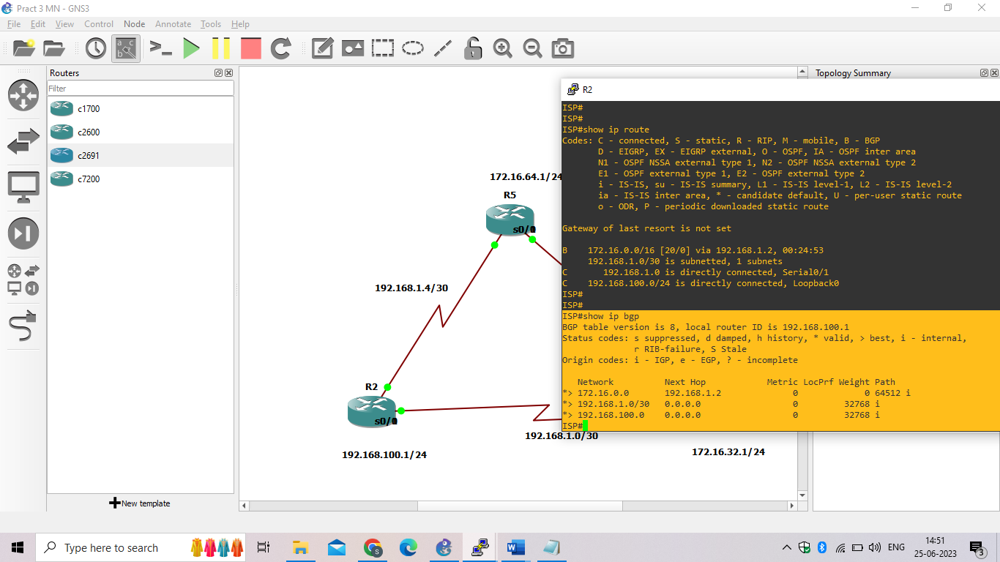 Pract 3 MN - GNS3
File Edit View Control Node Annotate Tools Help
Routers
Filter
c1700
c2600
c2691
c7200
New template
172.16.64.1/24
R5
s0/0
192.168.1.4/30
R2
192.168.1.0/30
192.168.100.1/24
172.16.32.1/24
Topology Summary
R2
ISP#
ISP#
ISP#show ip route
Codes: C - connected, S - static, R - RIP, M - mobile, B - BGP
       D - EIGRP, EX - EIGRP external, O - OSPF, IA - OSPF inter area
       N1 - OSPF NSSA external type 1, N2 - OSPF NSSA external type 2
       E1 - OSPF external type 1, E2 - OSPF external type 2
       i - IS-IS, su - IS-IS summary, L1 - IS-IS level-1, L2 - IS-IS level-2
       ia - IS-IS inter area, * - candidate default, U - per-user static route
       o - ODR, P - periodic downloaded static route
Gateway of last resort is not set
B    172.16.0.0/16 [20/0] via 192.168.1.2, 00:24:53
     192.168.1.0/30 is subnetted, 1 subnets
C       192.168.1.0 is directly connected, Serial0/1
C    192.168.100.0/24 is directly connected, Loopback0
ISP#
ISP#
ISP#show ip bgp
BGP table version is 8, local router ID is 192.168.100.1
Status codes: s suppressed, d damped, h history, * valid, > best, i - internal,
              r RIB-failure, S Stale
Origin codes: i - IGP, e - EGP, ? - incomplete
   Network          Next Hop            Metric LocPrf Weight Path
*> 172.16.0.0       192.168.1.2              0             0 64512 i
*> 192.168.1.0/30   0.0.0.0                  0         32768 i
*> 192.168.100.0    0.0.0.0                  0         32768 i
ISP#
Type here to search
ENG
14:51
25-06-2023
3